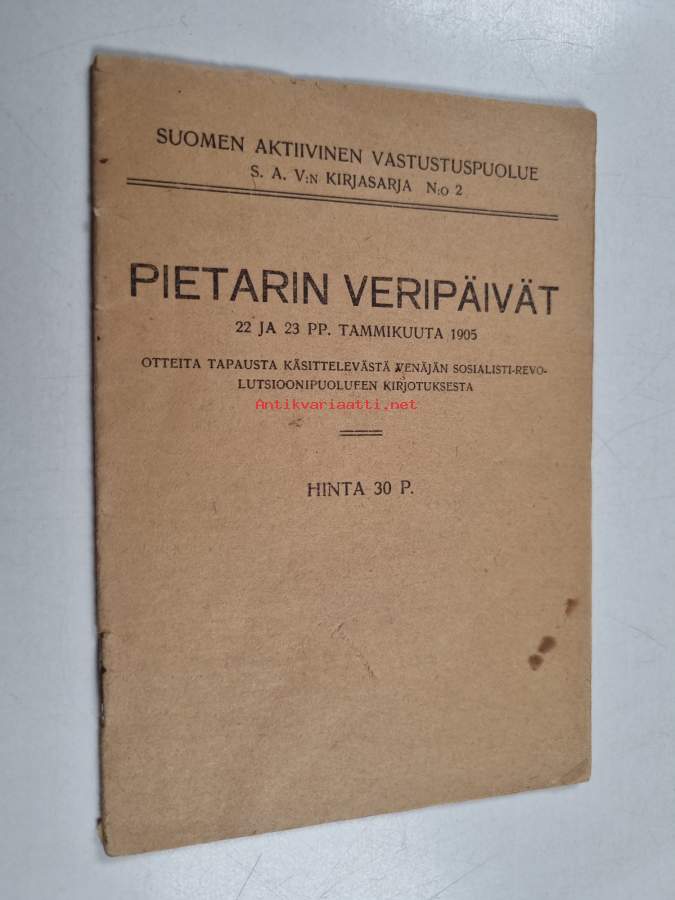 SUOMEN AKTIIVINEN VASTUSTUSPUOLUE
S. A. V:N KIRJASARJA N:O 2
PIETARIN VERIPÄIVÄT
22 JA 23 PP. TAMMIKUUTA 1905
OTTEITA TAPAUSTA KÄSITTELEVÄSTÄ VENÄJÄN SOSIALISTI-REVO-
LUTSIOONIPUOLUEEN KIRJOTUKSESTA
Antikvariaatti.net
HINTA 30 P.